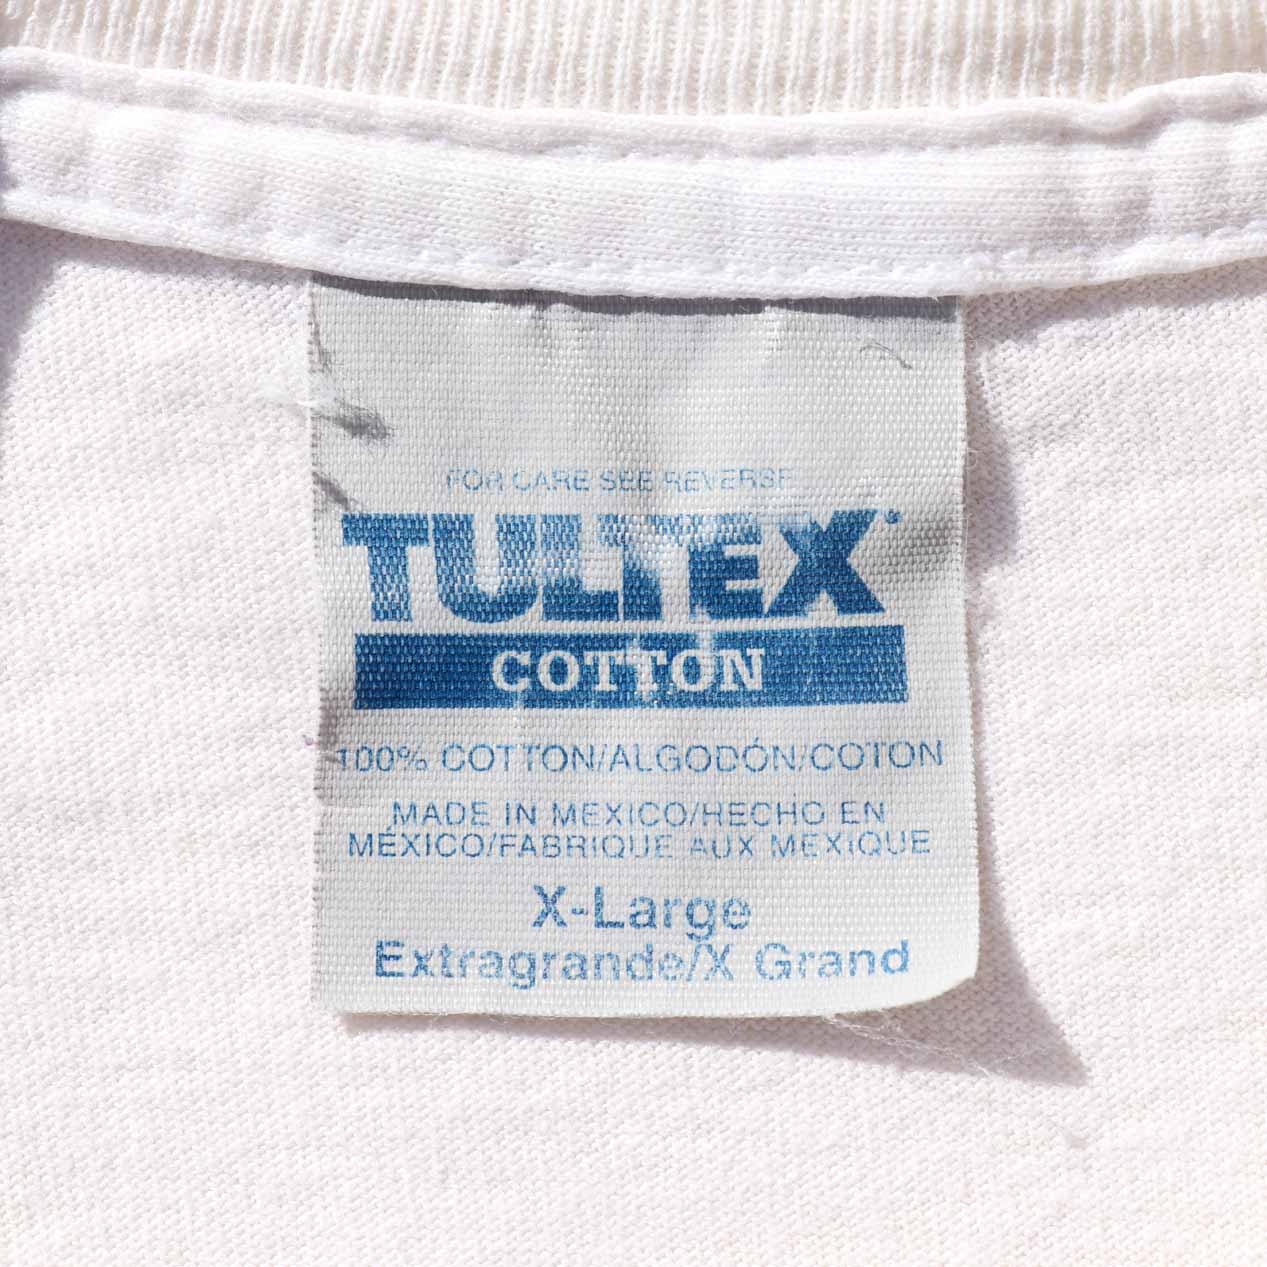 FOR CARE SEE REVERSE
TULTEX®
COTTON
100% COTTON/ALGODÓN/COTON
MADE IN MEXICO/HECHO EN
MÉXICO/FABRIQUE AUX MEXIQUE
X-Large
Extragrande/X Grand